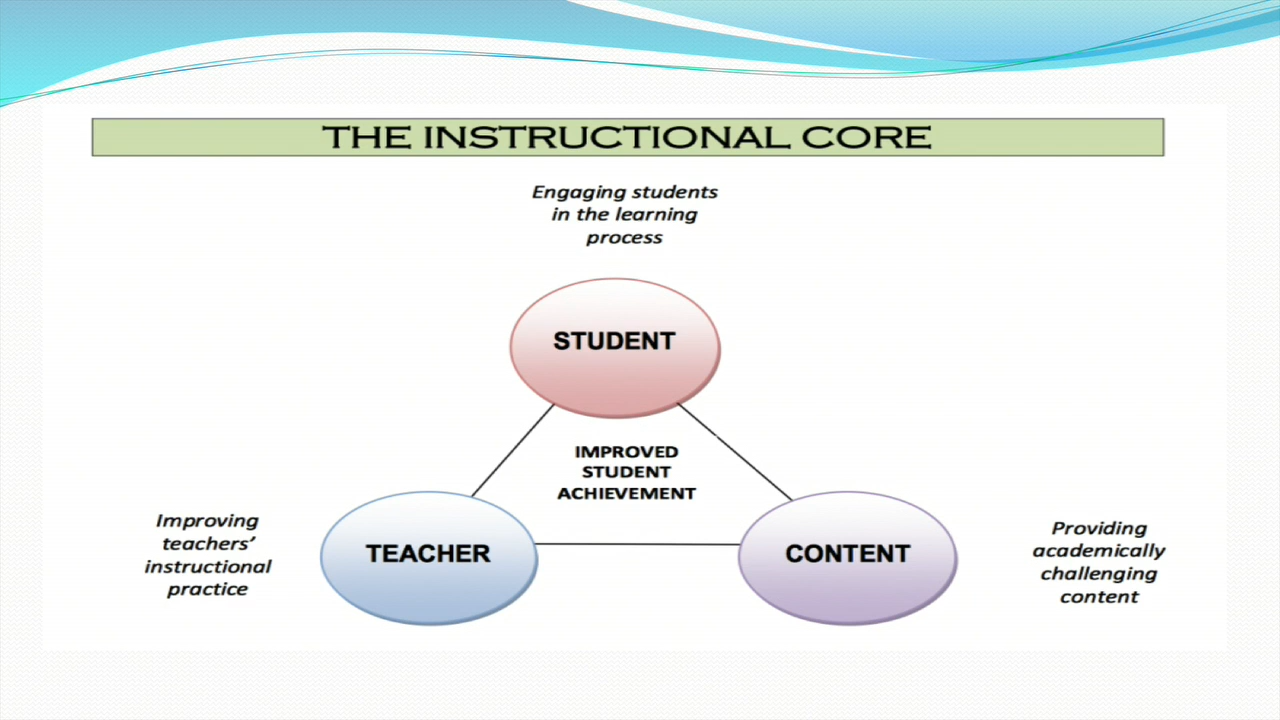 THE INSTRUCTIONAL CORE
Engaging students
in the learning
process
STUDENT
IMPROVED
STUDENT
ACHIEVEMENT
Improving
teachers’
instructional
practice
TEACHER
CONTENT
Providing
academically
challenging
content